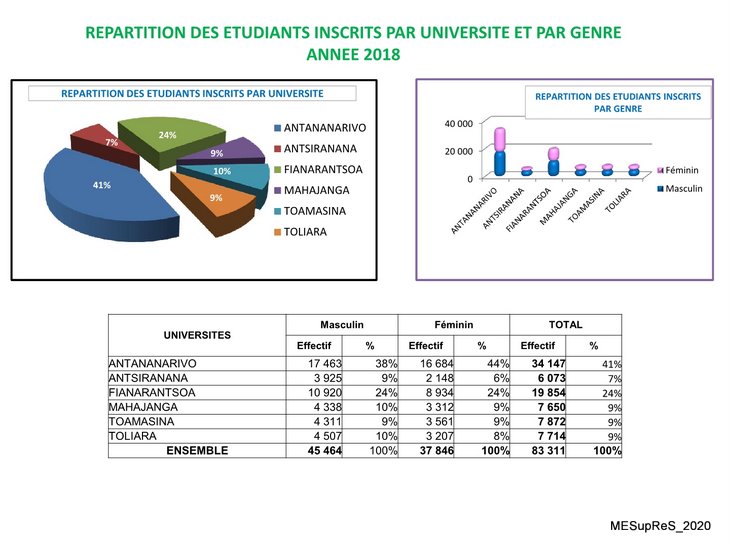 REPARTITION DES ETUDIANTS INSCRITS PAR UNIVERSITE ET PAR GENRE
ANNEE 2018
REPARTITION DES ETUDIANTS INSCRITS PAR UNIVERSITE
41%
7%
24%
9%
10%
9%
ANTANANARIVO
ANTSIRANANA
FIANARANTSOA
MAHAJANGA
TOAMASINA
TOLIARA
REPARTITION DES ETUDIANTS INSCRITS
PAR GENRE
40 000
20 000
0
ANTANANARIVO
ANTSIRANANA
FIANARANTSOA
MAHAJANGA
TOAMASINA
TOLIARA
Féminin
Masculin
UNIVERSITES Masculin Féminin TOTAL
Effectif % Effectif % Effectif %
ANTANANARIVO 17 463 38% 16 684 44% 34 147 41%
ANTSIRANANA 3 925 9% 2 148 6% 6 073 7%
FIANARANTSOA 10 920 24% 8 934 24% 19 854 24%
MAHAJANGA 4 338 10% 3 312 9% 7 650 9%
TOAMASINA 4 311 9% 3 561 9% 7 872 9%
TOLIARA 4 507 10% 3 207 8% 7 714 9%
ENSEMBLE 45 464 100% 37 846 100% 83 311 100%
MESupReS_2020